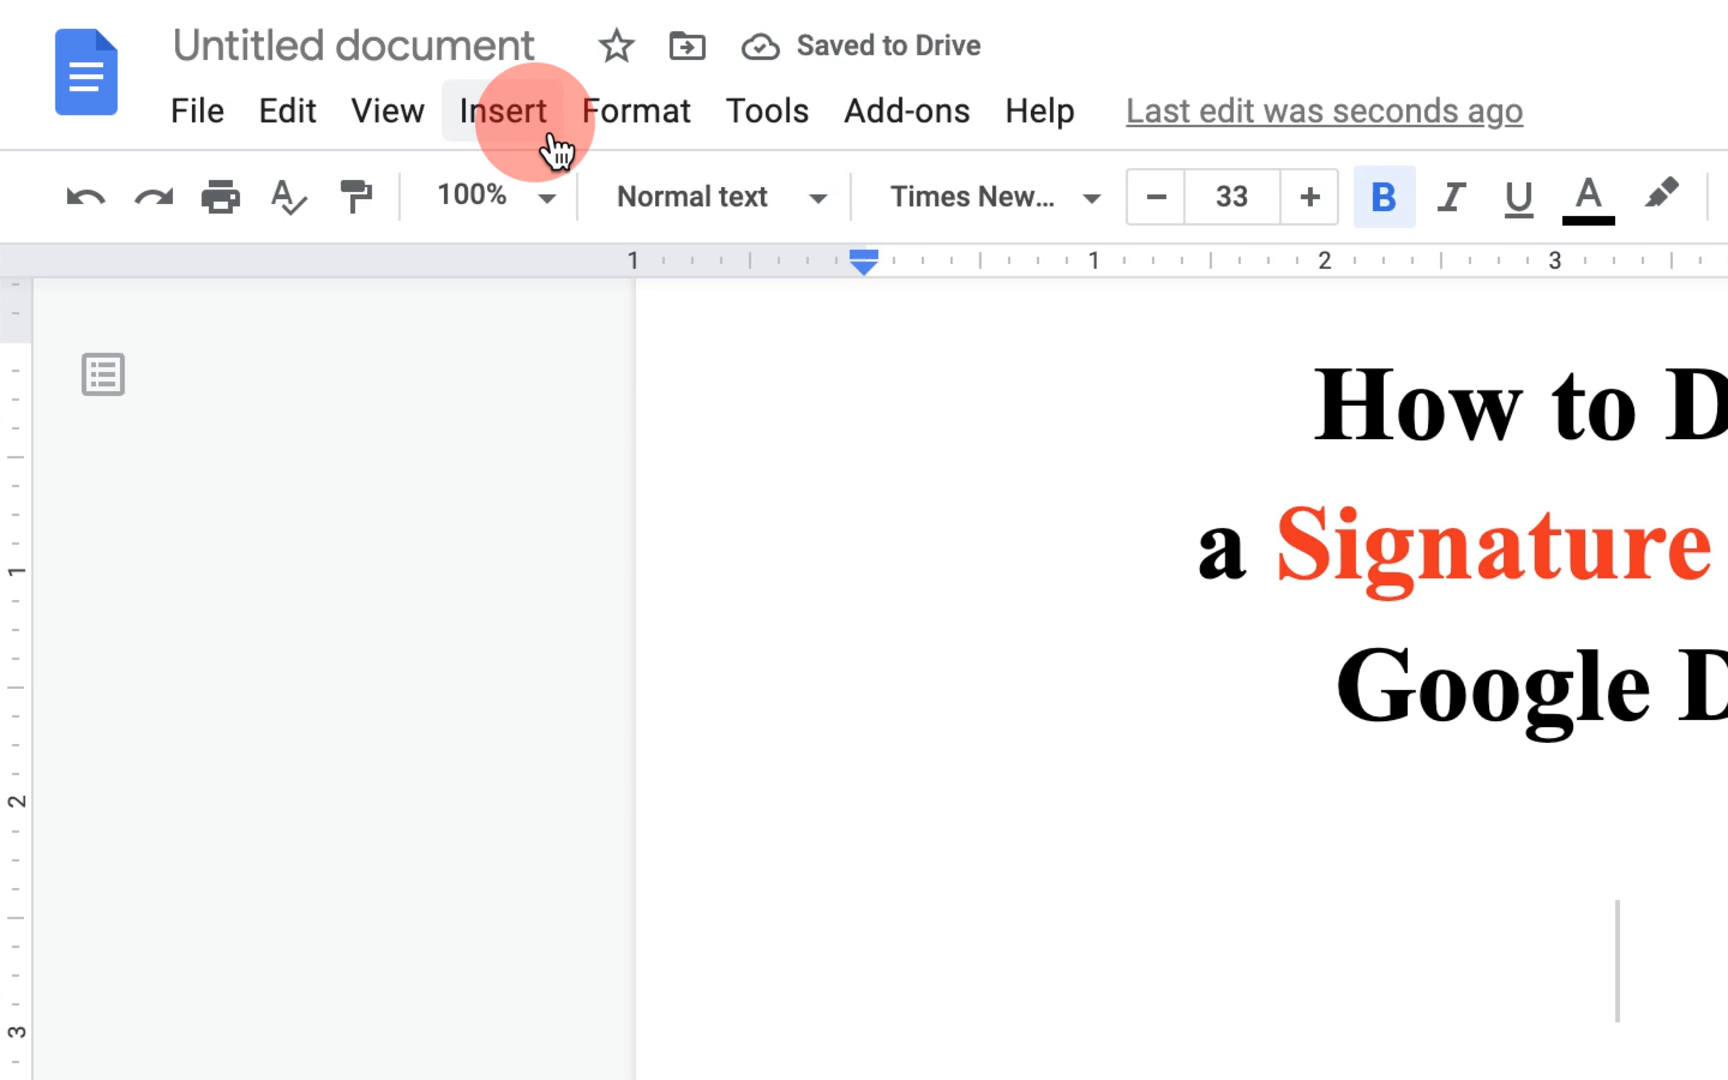 Untitled document Saved to Drive
File Edit View Insert Format Tools Add-ons Help Last edit was seconds ago
100% Normal text Times New... − 33 + B I U A
1 1 2 3
How to D
a Signature
Google D
1
2
3